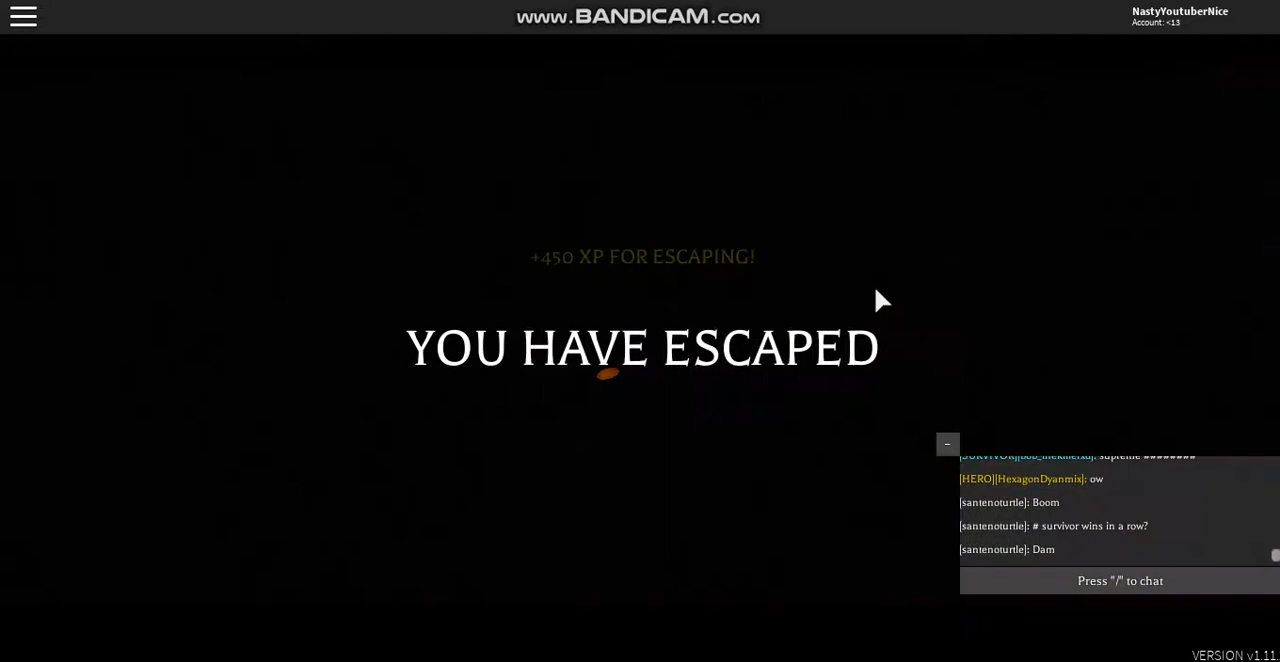 www.BANDICAM.com
NastyYoutuberNice
Account: <13
+450 XP FOR ESCAPING!
YOU HAVE ESCAPED
-
supreme ########
[HERO][HexagonDyanmix]: ow
[santenoturtle]: Boom
[santenoturtle]: # survivor wins in a row?
[santenoturtle]: Dam
Press "/" to chat
VERSION v1.11